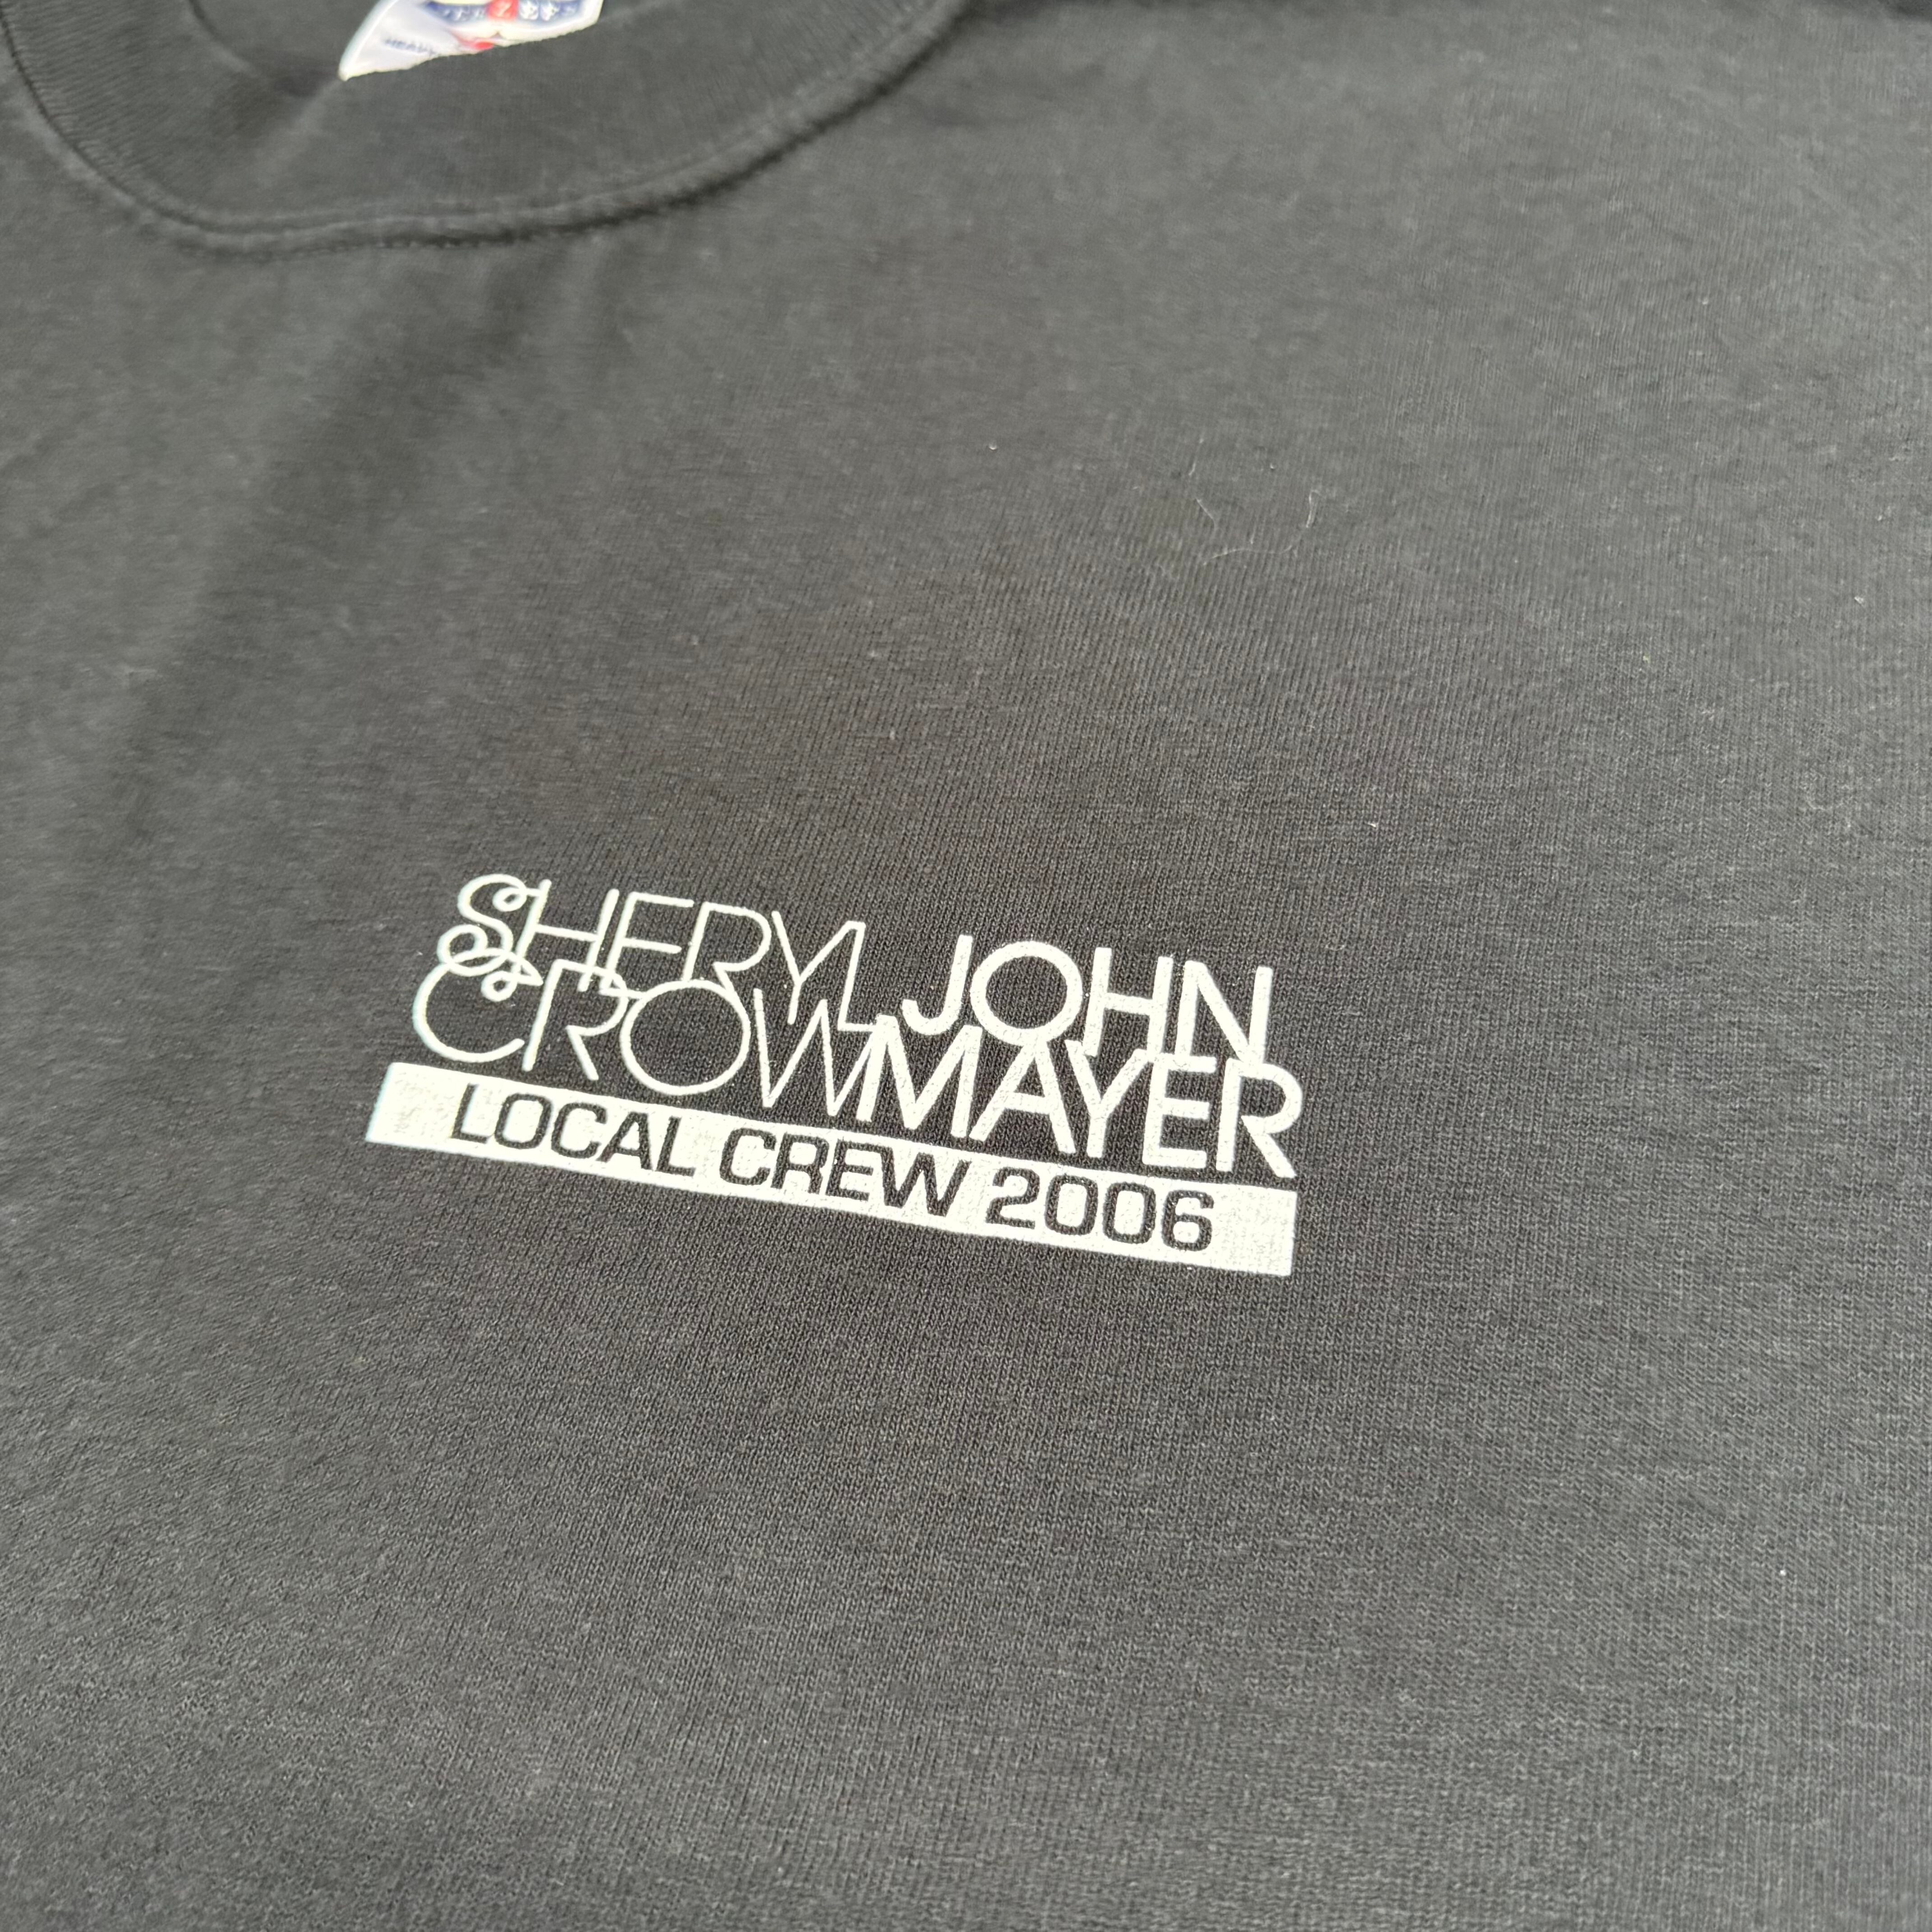 SHERYL JOHN
CROW MAYER
LOCAL CREW 2006